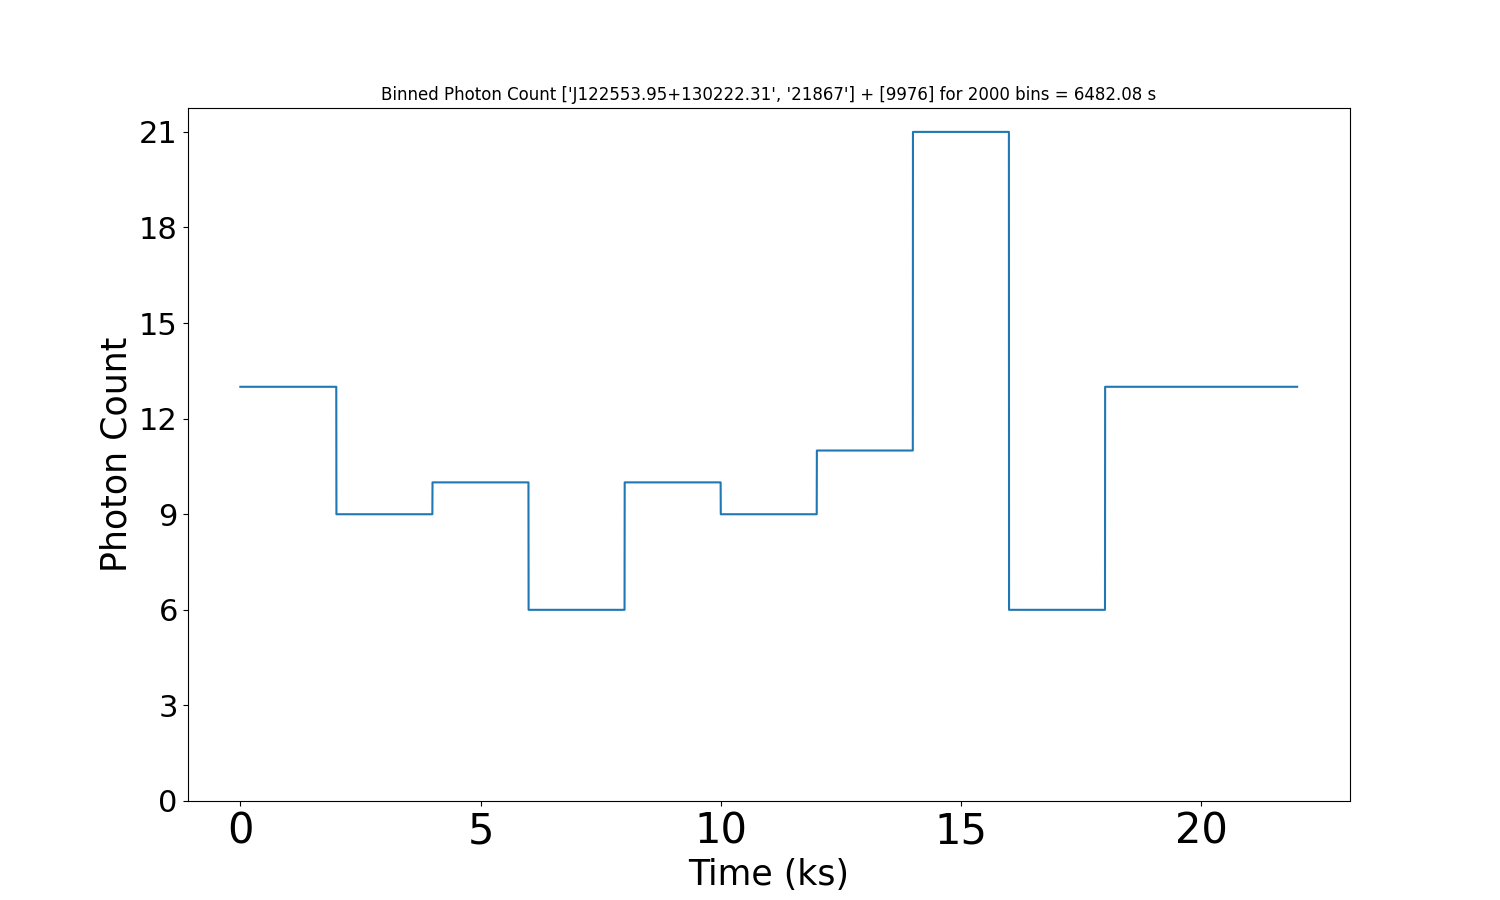 Binned Photon Count ['J122553.95+130222.31', '21867'] + [9976] for 2000 bins = 6482.08 s
21
18
15
12
9
6
3
0
Photon Count
0 5 10 15 20
Time (ks)